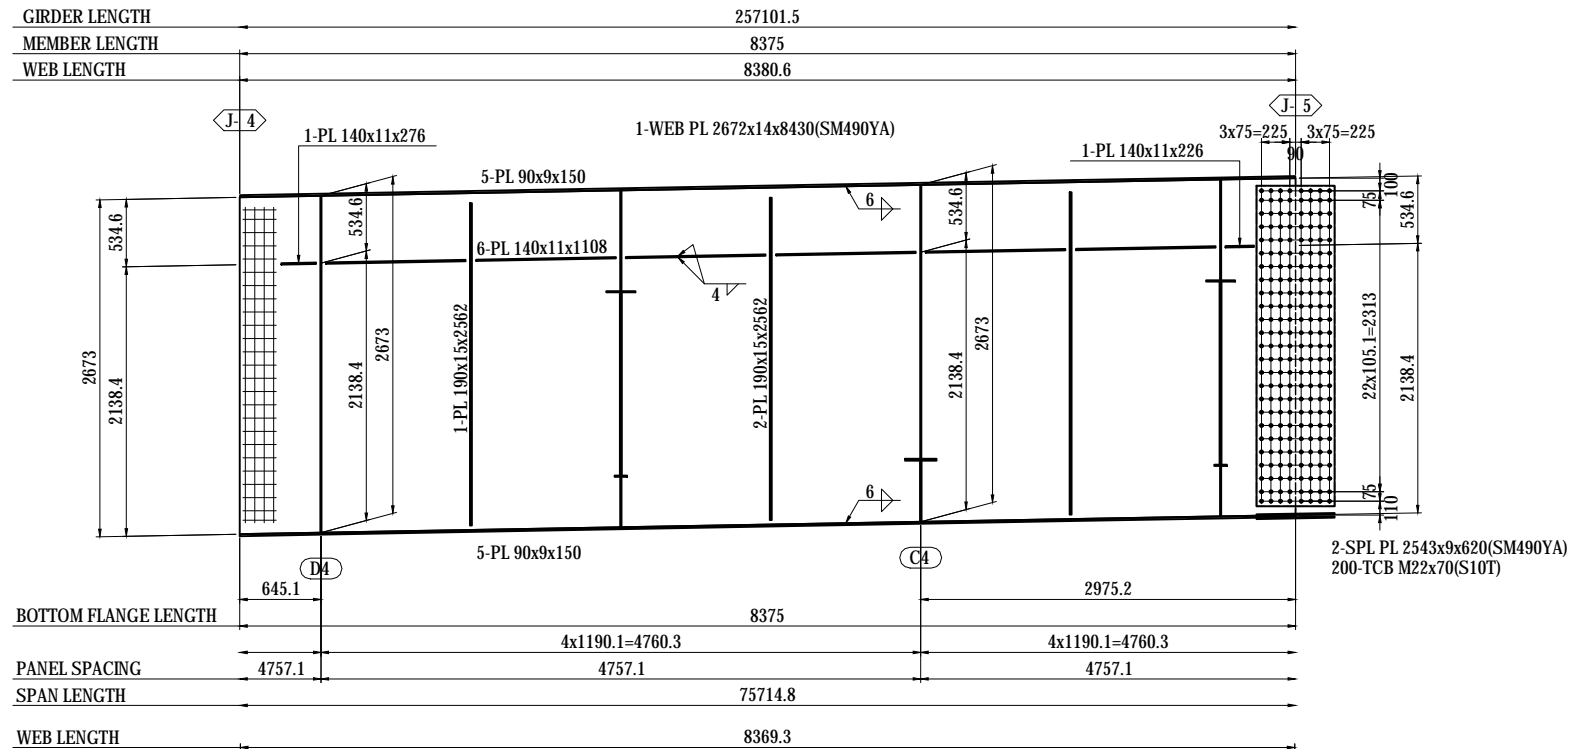 GIRDER LENGTH 257101.5
MEMBER LENGTH 8375
WEB LENGTH 8380.6
J- 4
J- 5
1-WEB PL 2672x14x8430(SM490YA)
1-PL 140x11x276
1-PL 140x11x226
3x75=225 3x75=225
90
5-PL 90x9x150
6
100
75
534.6
534.6
534.6
534.6
6-PL 140x11x1108
4
2673
2138.4
1-PL 190x15x2562
2138.4
2673
2-PL 190x15x2562
2138.4
2673
22x105.1=2313
2138.4
6
75
110
5-PL 90x9x150
2-SPL PL 2543x9x620(SM490YA)
200-TCB M22x70(S10T)
D4
C4
645.1
2975.2
BOTTOM FLANGE LENGTH 8375
4x1190.1=4760.3 4x1190.1=4760.3
PANEL SPACING 4757.1 4757.1 4757.1
SPAN LENGTH 75714.8
WEB LENGTH 8369.3